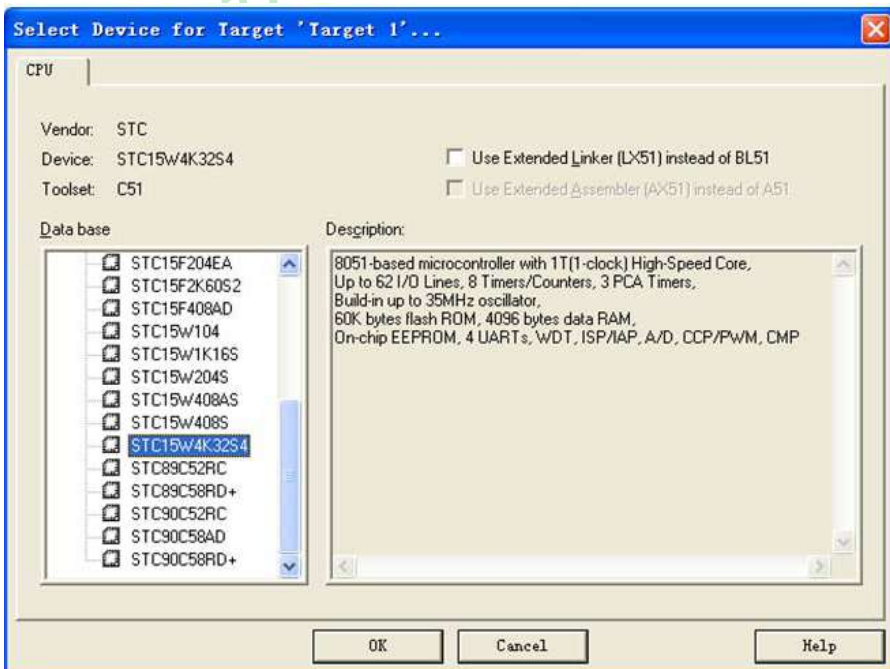 Select Device for Target 'Target 1'...
CPU
Vendor: STC
Device: STC15W4K32S4
Toolset: C51
Use Extended Linker (LX51) instead of BL51
Use Extended Assembler (AX51) instead of A51
Data base
STC15F204EA
STC15F2K60S2
STC15F408AD
STC15W104
STC15W1K16S
STC15W204S
STC15W408AS
STC15W408S
STC15W4K32S4
STC89C52RC
STC89C58RD+
STC90C52RC
STC90C58AD
STC90C58RD+
Description:
8051-based microcontroller with 1T(1-clock) High-Speed Core,
Up to 62 I/O Lines, 8 Timers/Counters, 3 PCA Timers,
Build-in up to 35MHz oscillator,
60K bytes flash ROM, 4096 bytes data RAM,
On-chip EEPROM, 4 UARTs, WDT, ISP/IAP, A/D, CCP/PWM, CMP
OK
Cancel
Help